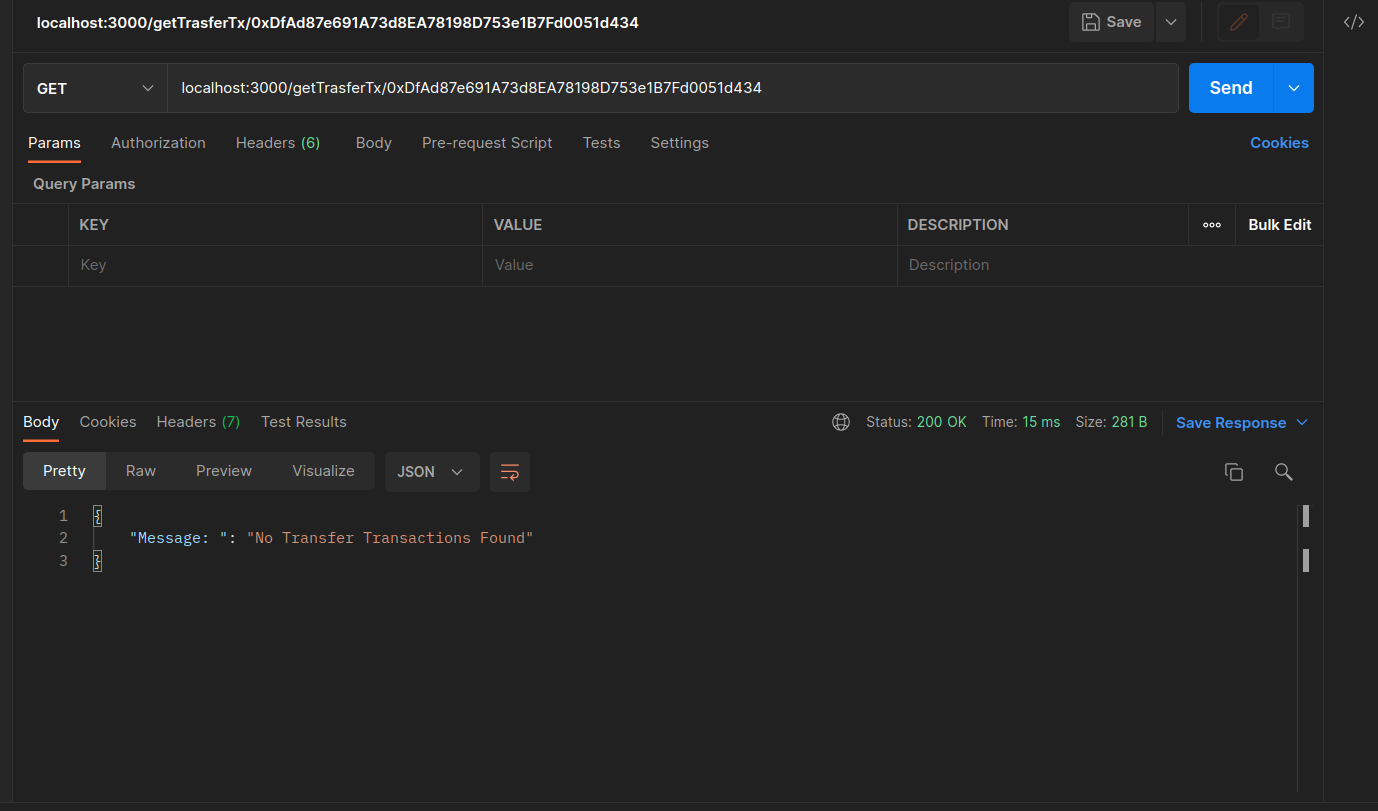 localhost:3000/getTrasferTx/0xDfAd87e691A73d8EA78198D753e1B7Fd0051d434
Save
GET
localhost:3000/getTrasferTx/0xDfAd87e691A73d8EA78198D753e1B7Fd0051d434
Send
Params Authorization Headers (6) Body Pre-request Script Tests Settings Cookies
Query Params
KEY VALUE DESCRIPTION Bulk Edit
Key Value Description
Body Cookies Headers (7) Test Results Status: 200 OK Time: 15 ms Size: 281 B Save Response
Pretty Raw Preview Visualize JSON
1 {
2 "Message: ": "No Transfer Transactions Found"
3 }